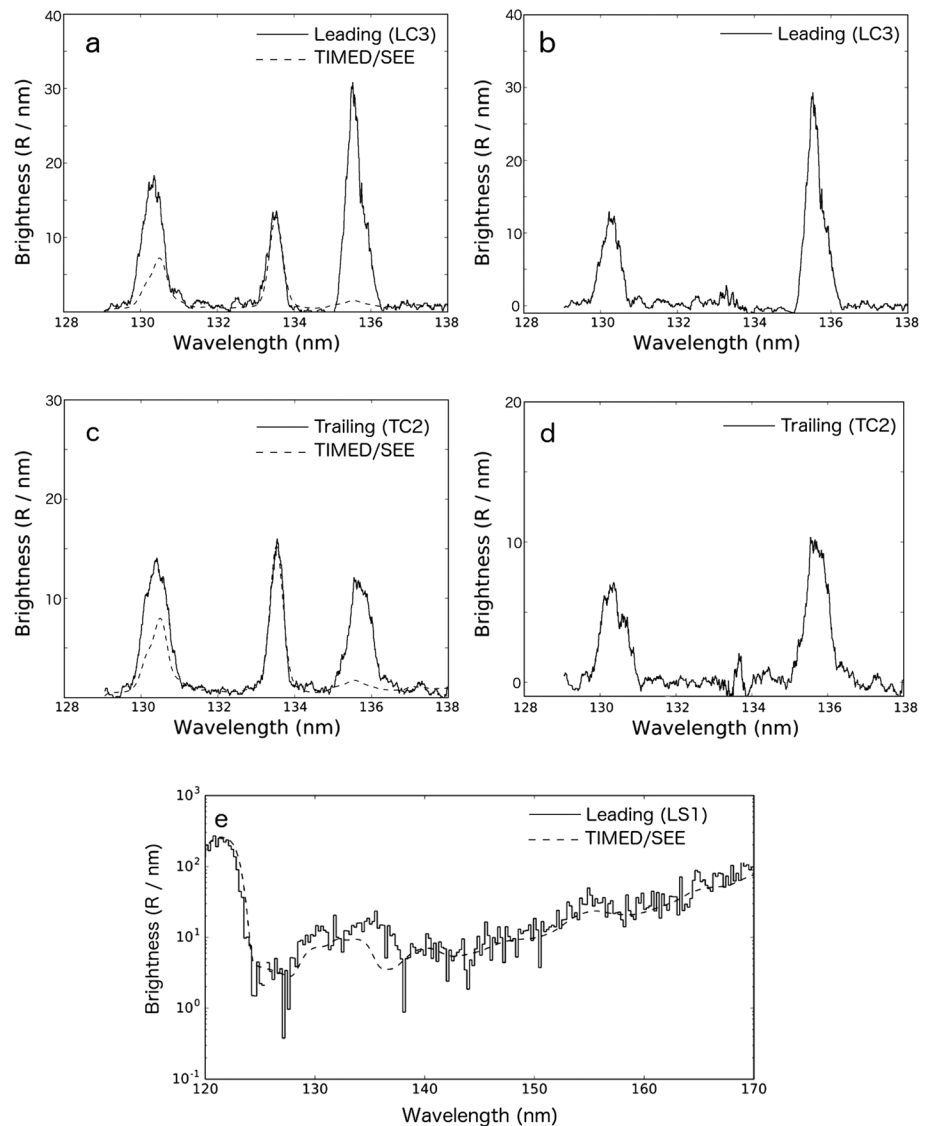 a
Leading (LC3)
TIMED/SEE
Brightness (R / nm)
40
30
20
10
128 130 132 134 136 138
Wavelength (nm)
b
Leading (LC3)
Brightness (R / nm)
40
30
20
10
0
128 130 132 134 136 138
Wavelength (nm)
c
Trailing (TC2)
TIMED/SEE
Brightness (R / nm)
30
20
10
128 130 132 134 136 138
Wavelength (nm)
d
Trailing (TC2)
Brightness (R / nm)
20
15
10
5
0
128 130 132 134 136 138
Wavelength (nm)
e
Leading (LS1)
TIMED/SEE
Brightness (R / nm)
10³
10²
10¹
10⁰
10⁻¹
120 130 140 150 160 170
Wavelength (nm)